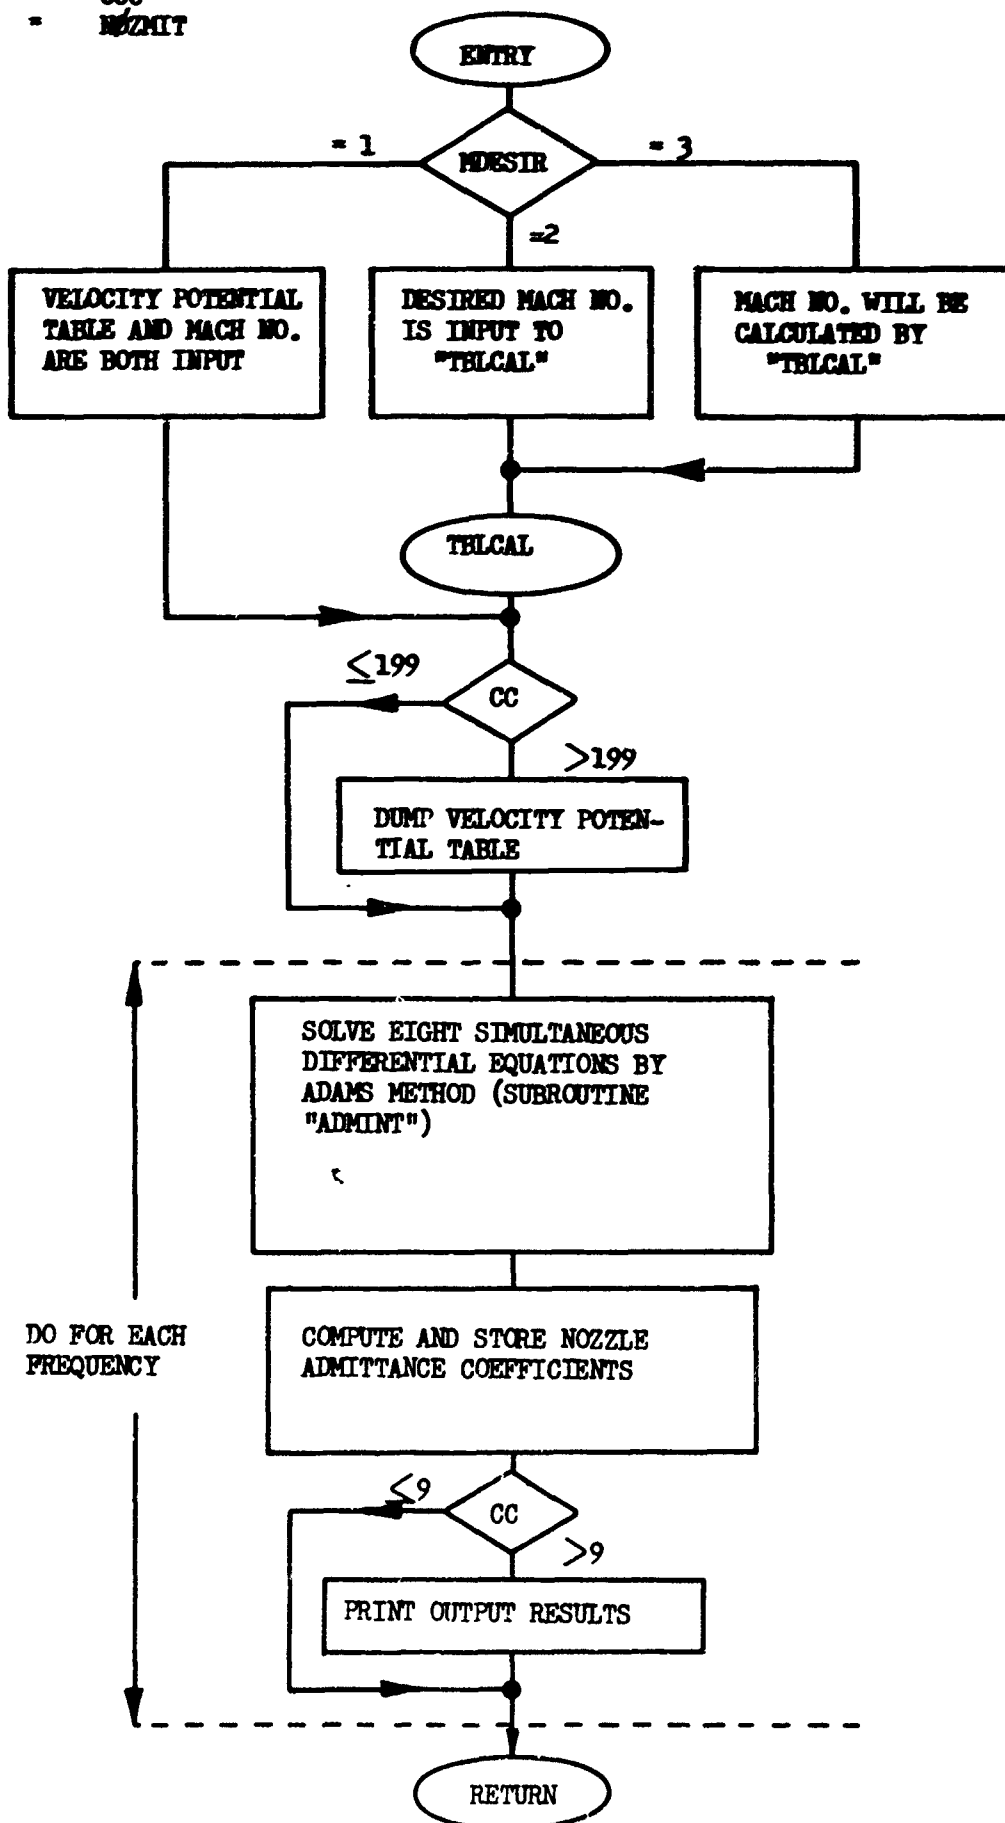 = NØZMIT
ENTRY
= 1
MDESIR
= 3
=2
VELOCITY POTENTIAL
TABLE AND MACH NO.
ARE BOTH INPUT
DESIRED MACH NO.
IS INPUT TO
"TBLCAL"
MACH NO. WILL BE
CALCULATED BY
"TBLCAL"
TBLCAL
≤199
CC
>199
DUMP VELOCITY POTEN-
TIAL TABLE
SOLVE EIGHT SIMULTANEOUS
DIFFERENTIAL EQUATIONS BY
ADAMS METHOD (SUBROUTINE
"ADMINT")
DO FOR EACH
FREQUENCY
COMPUTE AND STORE NOZZLE
ADMITTANCE COEFFICIENTS
≤9
CC
>9
PRINT OUTPUT RESULTS
RETURN